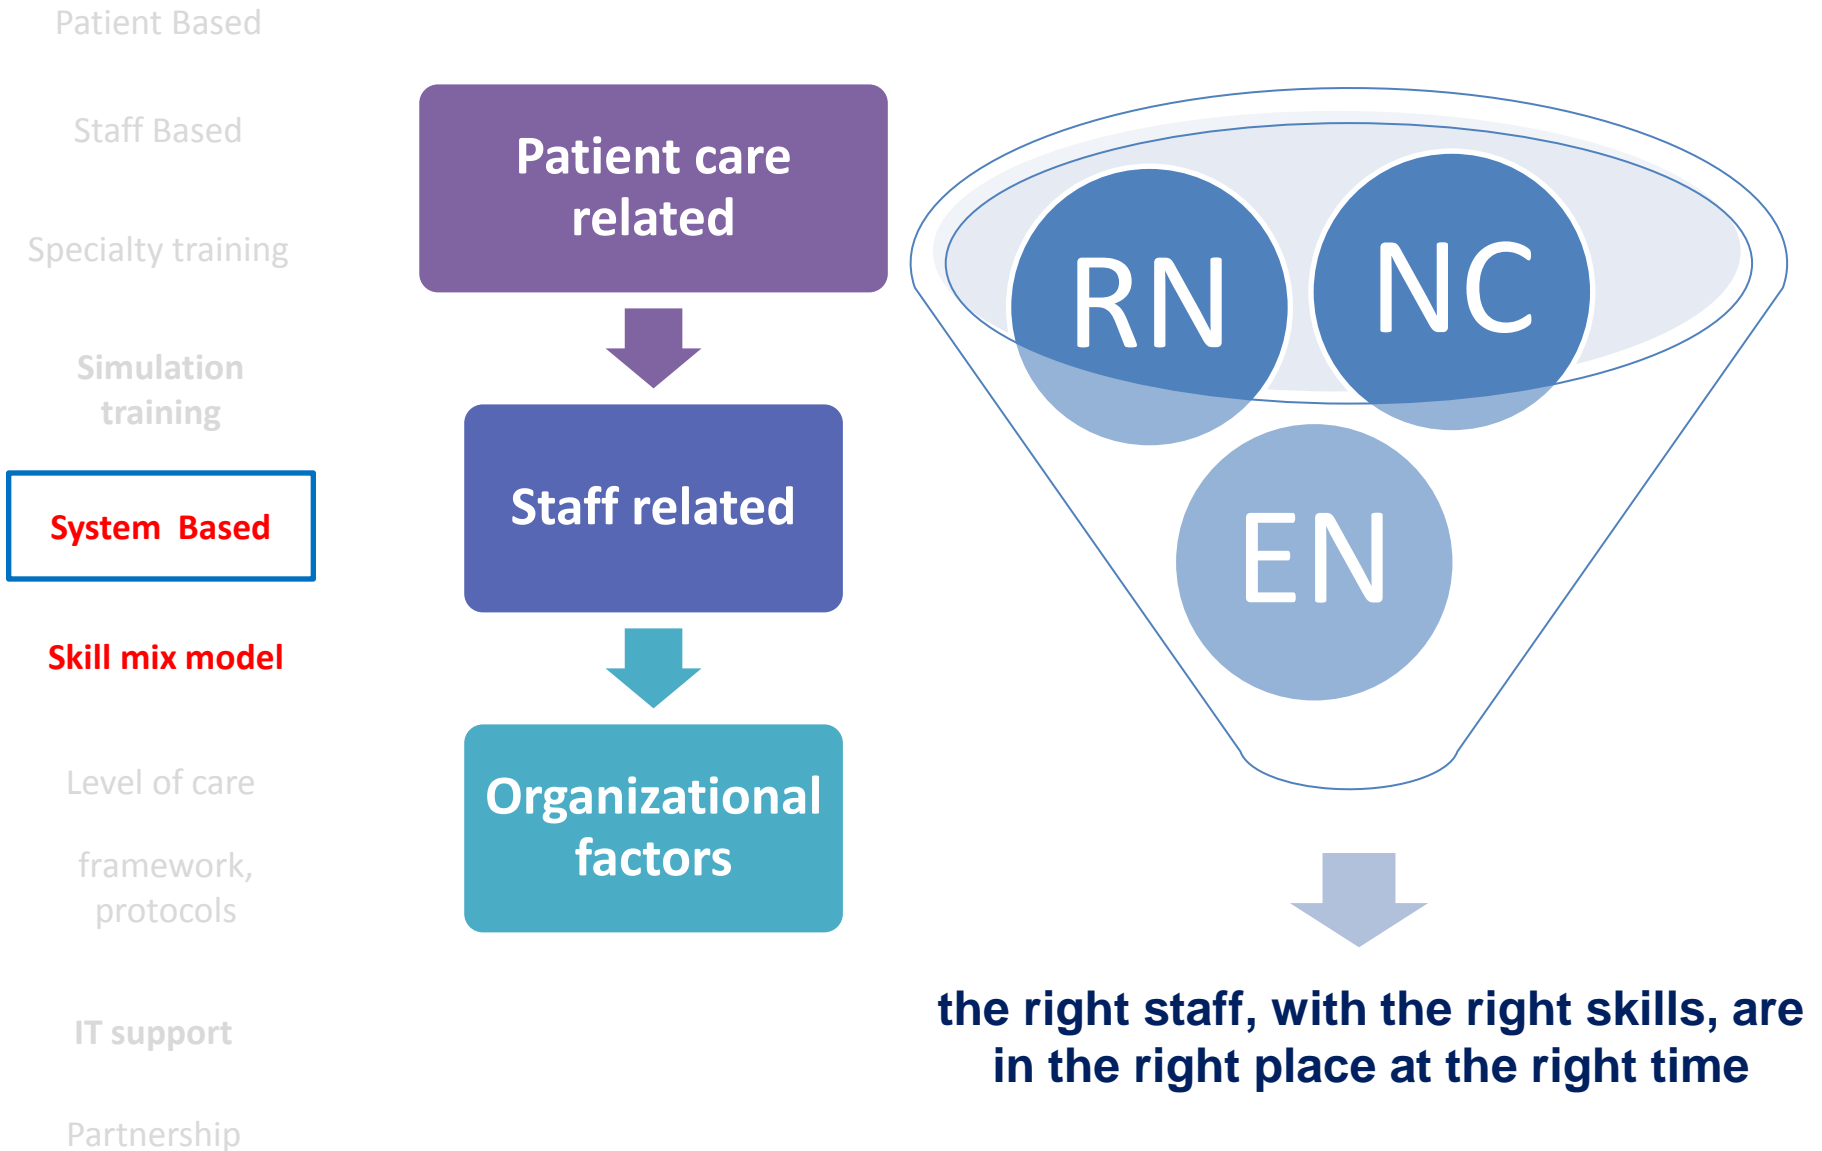 Patient Based
Staff Based
Specialty training
Simulation
training
System  Based
Skill mix model
Level of care
framework,
protocols
IT support
Partnership
Patient care
related
Staff related
Organizational
factors
RN
NC
EN
the right staff, with the right skills, are
in the right place at the right time